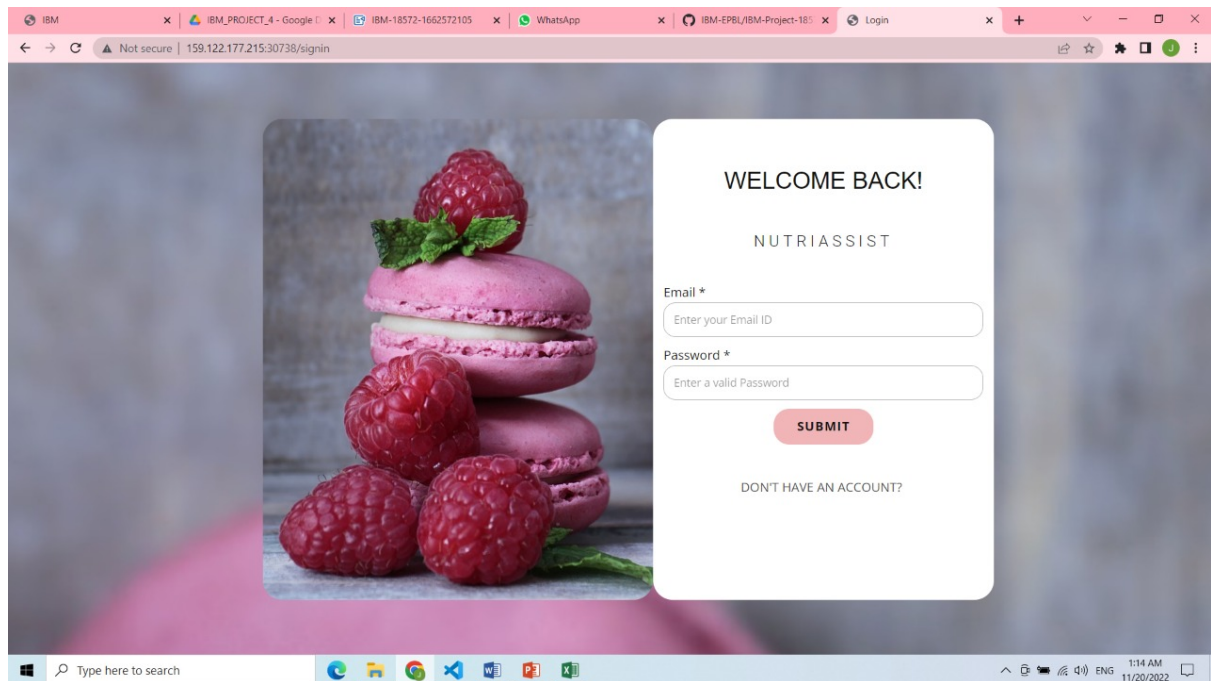 IBM
IBM_PROJECT_4 - Google D
IBM-18572-1662572105
WhatsApp
IBM-EPBL/IBM-Project-185
Login
Not secure | 159.122.177.215:30738/signin
J
WELCOME BACK!
NUTRIASSIST
Email *
Enter your Email ID
Password *
Enter a valid Password
SUBMIT
DON'T HAVE AN ACCOUNT?
Type here to search
ENG
1:14 AM
11/20/2022